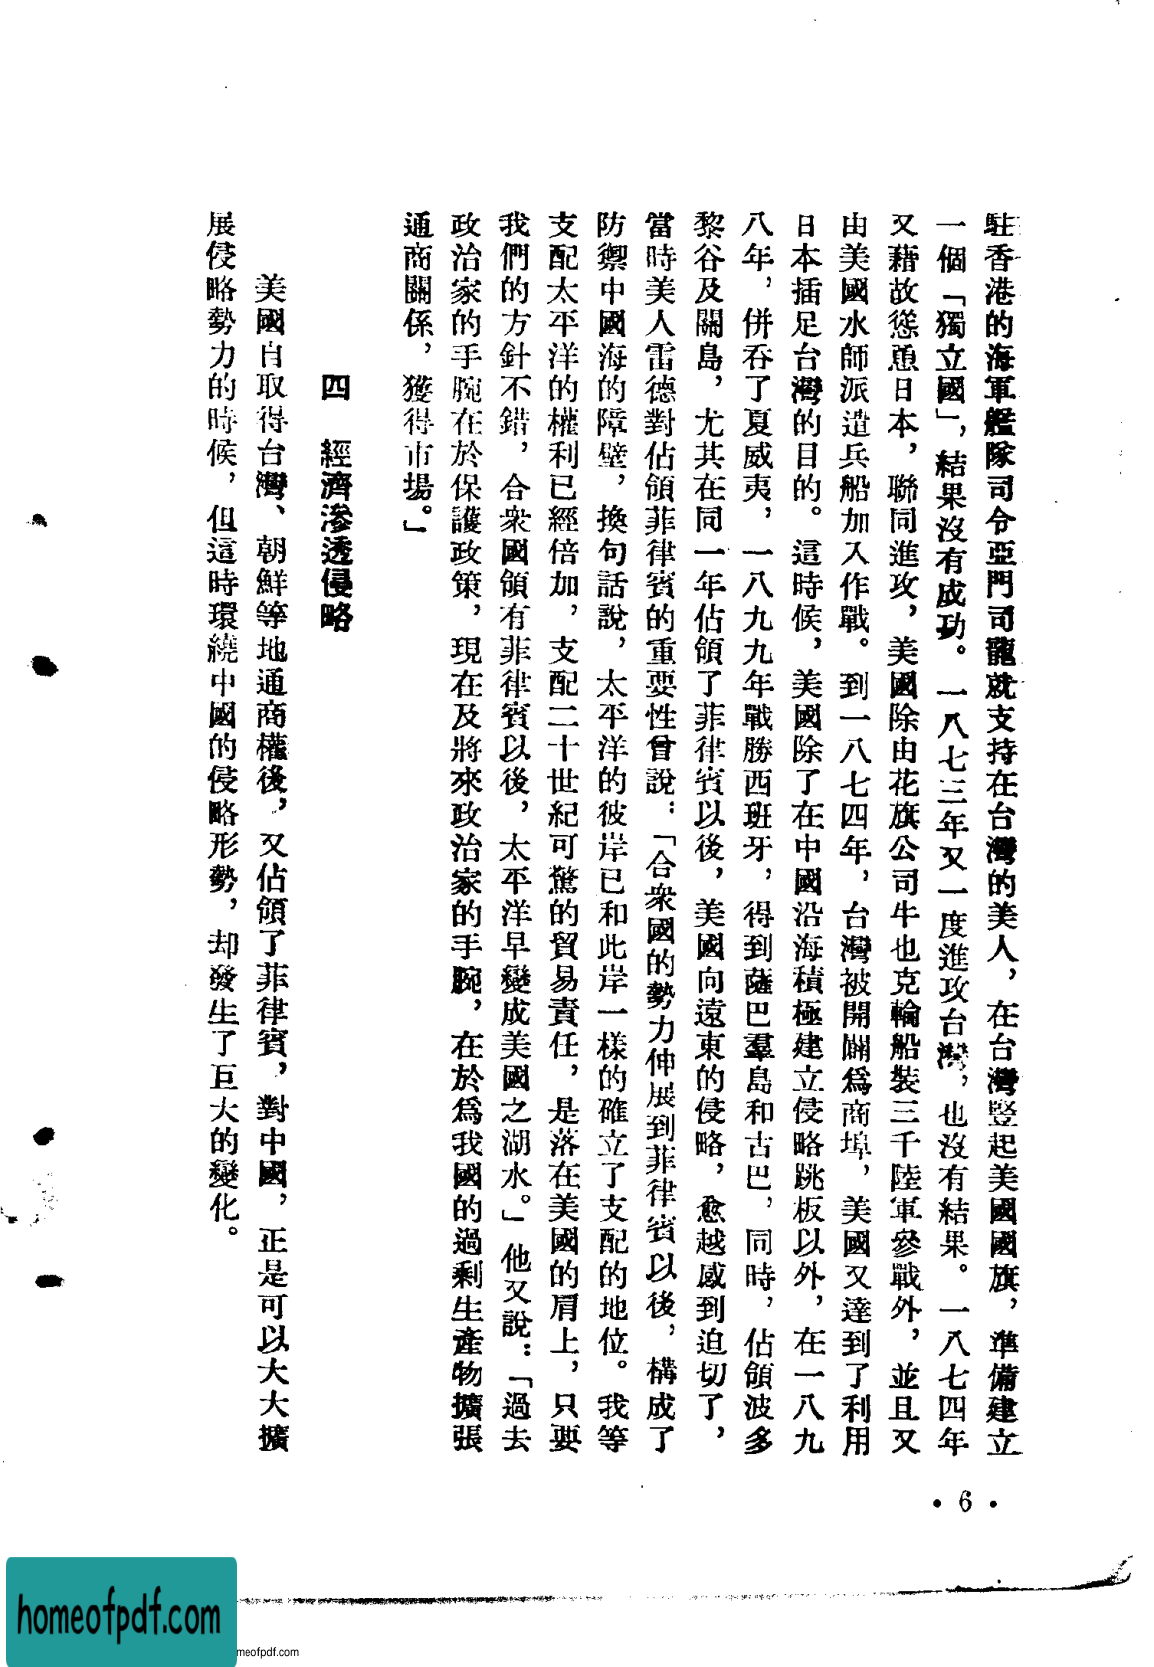 駐香港的海軍艦隊司令亞門司龍就支持在台灣的美人，在台灣豎起美國國旗，準備建立
一個「獨立國」，結果沒有成功。一八七三年又一度進攻台灣，也沒有結果。一八七四年
又藉故慫恿日本，聯同進攻，美國除由花旗公司牛也克輪船裝三千陸軍參戰外，並且又
由美國水師派遣兵船加入作戰。到一八七四年，台灣被開闢爲商埠，美國又達到了利用
日本插足台灣的目的。這時候，美國除了在中國沿海積極建立侵略跳板以外，在一八九
八年，併吞了夏威夷，一八九九年戰勝西班牙，得到薩巴羣島和古巴，同時，佔領波多
黎谷及關島，尤其在同一年佔領了菲律賓以後，美國向遠東的侵略，愈越感到迫切了，
當時美人雷德對佔領菲律賓的重要性曾說：「合衆國的勢力伸展到菲律賓以後，構成了
防禦中國海的障壁，換句話說，太平洋的彼岸已和此岸一樣的確立了支配的地位。我等
支配太平洋的權利已經倍加，支配二十世紀可驚的貿易責任，是落在美國的肩上，只要
我們的方針不錯，合衆國領有菲律賓以後，太平洋早變成美國之湖水。」他又說：「過去
政治家的手腕在於保護政策，現在及將來政治家的手腕，在於爲我國的過剩生產物擴張
通商關係，獲得市場。」
四　經濟滲透侵略
美國自取得台灣、朝鮮等地通商權後，又佔領了菲律賓，對中國，正是可以大大擴
展侵略勢力的時候，但這時環繞中國的侵略形勢，却發生了巨大的變化。
• 6 •
homeofpdf.com
meofpdf.com